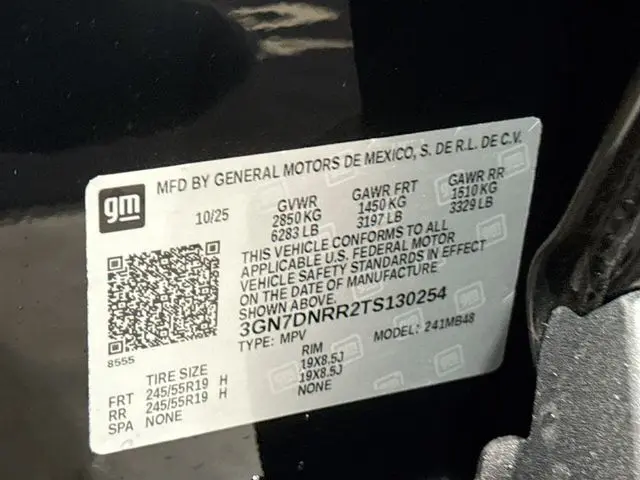 gm
MFD BY GENERAL MOTORS DE MEXICO, S. DE R.L. DE C.V.
10/25 GVWR GAWR FRT GAWR RR
2850 KG 1450 KG 1510 KG
6283 LB 3197 LB 3329 LB
THIS VEHICLE CONFORMS TO ALL
APPLICABLE U.S. FEDERAL MOTOR
VEHICLE SAFETY STANDARDS IN EFFECT
ON THE DATE OF MANUFACTURE
SHOWN ABOVE.
3GN7DNRR2TS130254
8555
TYPE: MPV MODEL: 241MB48
TIRE SIZE RIM
FRT 245/55R19 H 19X8.5J
RR 245/55R19 H 19X8.5J
SPA NONE NONE